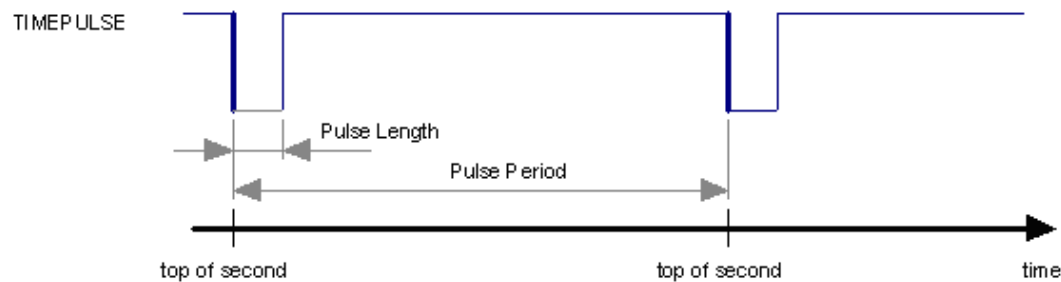 TIMEPULSE
Pulse Length
Pulse Period
top of second
top of second
time